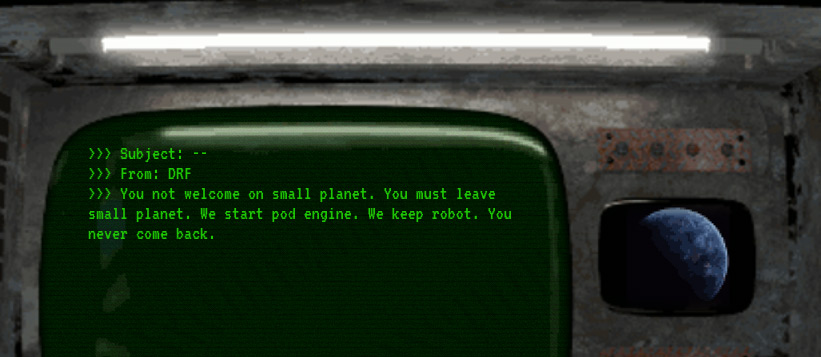 >>> Subject: --
>>> From: DRF
>>> You not welcome on small planet. You must leave
small planet. We start pod engine. We keep robot. You
never come back.